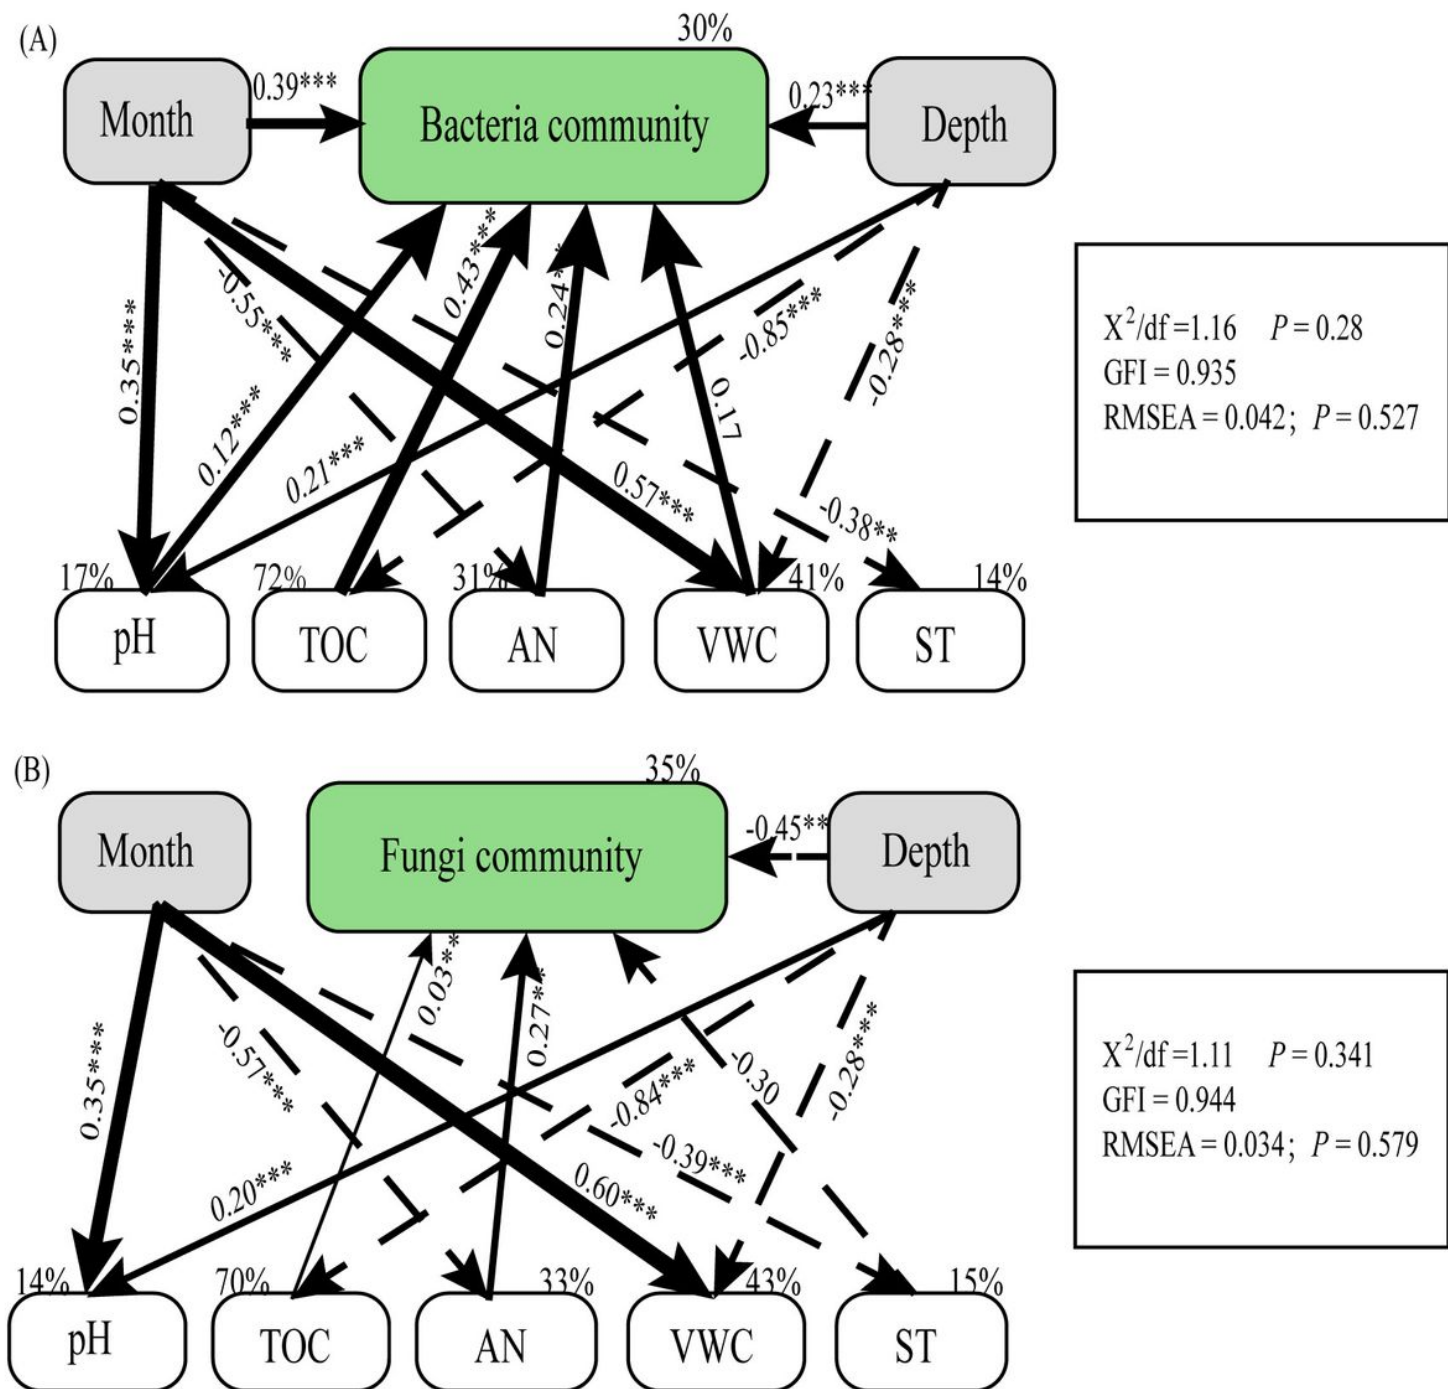 (A)
30%
Month
0.39***
Bacteria community
0.23***
Depth
0.35***
-0.55***
0.12***
0.43***
0.24**
0.21***
-0.85***
0.17
0.57***
-0.28***
-0.38**
X²/df =1.16 P = 0.28
GFI = 0.935
RMSEA = 0.042; P = 0.527
17%
72%
31%
41%
14%
pH
TOC
AN
VWC
ST
(B)
35%
Month
Fungi community
-0.45**
Depth
0.35***
-0.57***
0.03**
0.27**
0.20***
-0.84***
-0.30
-0.28***
-0.39***
0.60***
X²/df =1.11 P = 0.341
GFI = 0.944
RMSEA = 0.034; P = 0.579
14%
70%
33%
43%
15%
pH
TOC
AN
VWC
ST